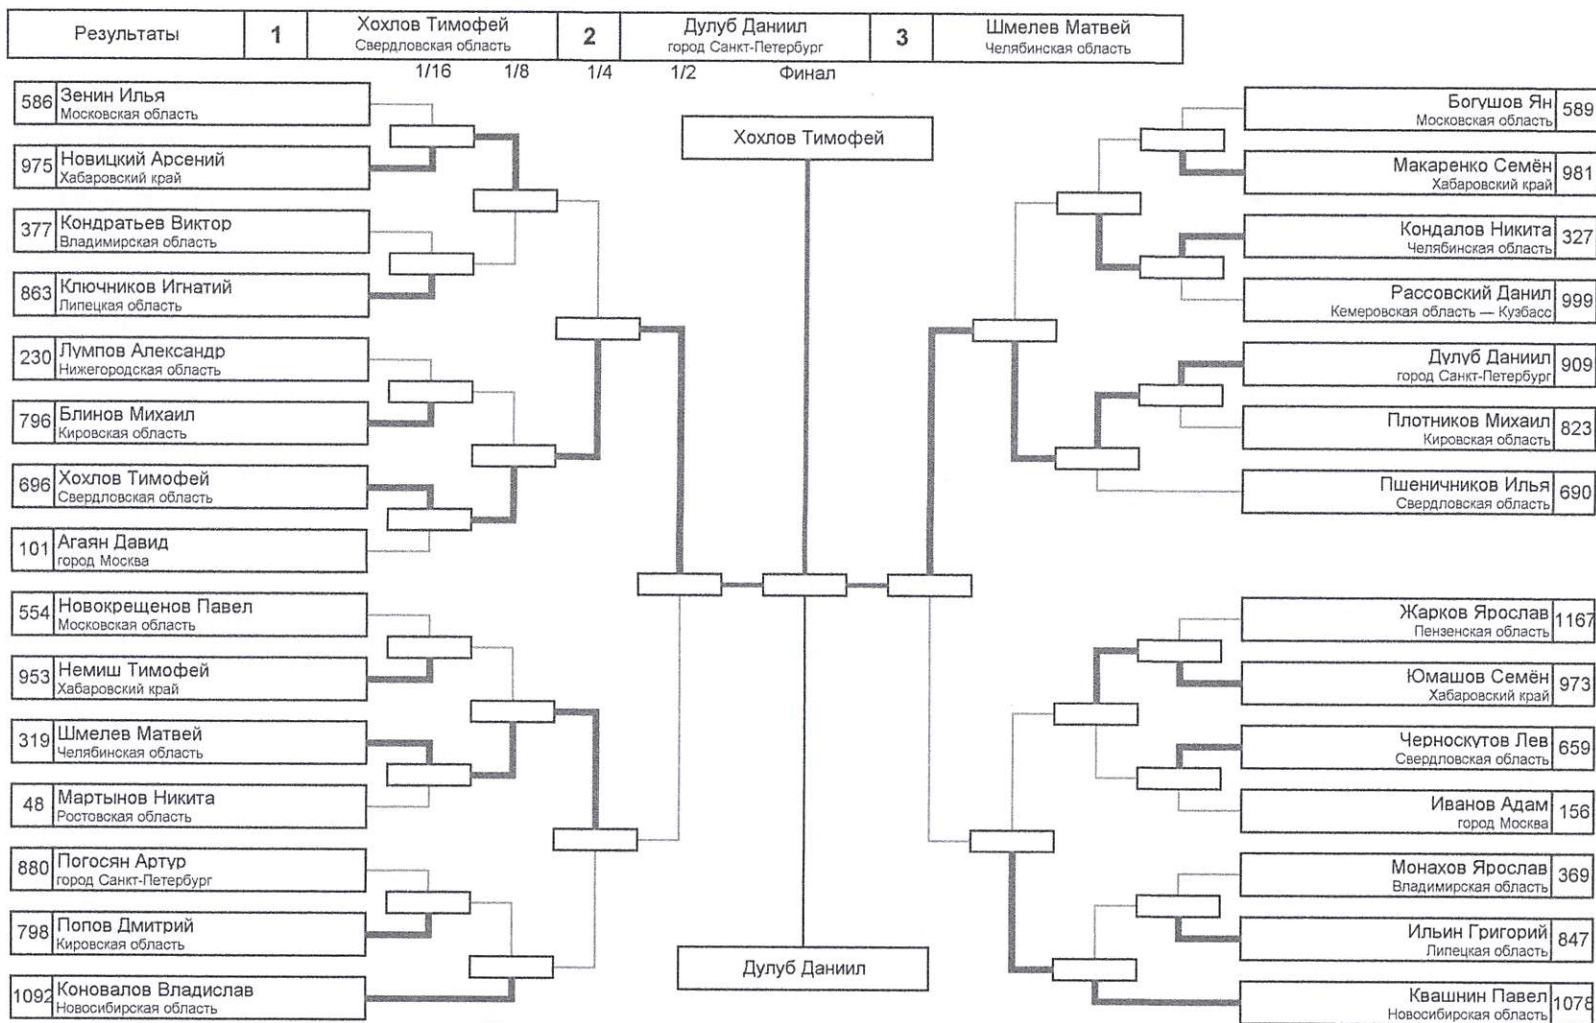 Результаты 1 Хохлов Тимофей 2 Дулуб Даниил 3 Шмелев Матвей
Свердловская область город Санкт-Петербург Челябинская область
1/16 1/8 1/4 1/2 Финал
586 Зенин Илья
Московская область
975 Новицкий Арсений
Хабаровский край
377 Кондратьев Виктор
Владимирская область
863 Ключников Игнатий
Липецкая область
230 Лумпов Александр
Нижегородская область
796 Блинов Михаил
Кировская область
696 Хохлов Тимофей
Свердловская область
101 Агаян Давид
город Москва
554 Новокрещенов Павел
Московская область
953 Немиш Тимофей
Хабаровский край
319 Шмелев Матвей
Челябинская область
48 Мартынов Никита
Ростовская область
880 Погосян Артур
город Санкт-Петербург
798 Попов Дмитрий
Кировская область
1092 Коновалов Владислав
Новосибирская область
Хохлов Тимофей
Дулуб Даниил
Богушов Ян 589
Московская область
Макаренко Семён 981
Хабаровский край
Кондалов Никита 327
Челябинская область
Рассовский Данил 999
Кемеровская область — Кузбасс
Дулуб Даниил 909
город Санкт-Петербург
Плотников Михаил 823
Кировская область
Пшеничников Илья 690
Свердловская область
Жарков Ярослав 1167
Пензенская область
Юмашов Семён 973
Хабаровский край
Черноскутов Лев 659
Свердловская область
Иванов Адам 156
город Москва
Монахов Ярослав 369
Владимирская область
Ильин Григорий 847
Липецкая область
Квашнин Павел 1078
Новосибирская область